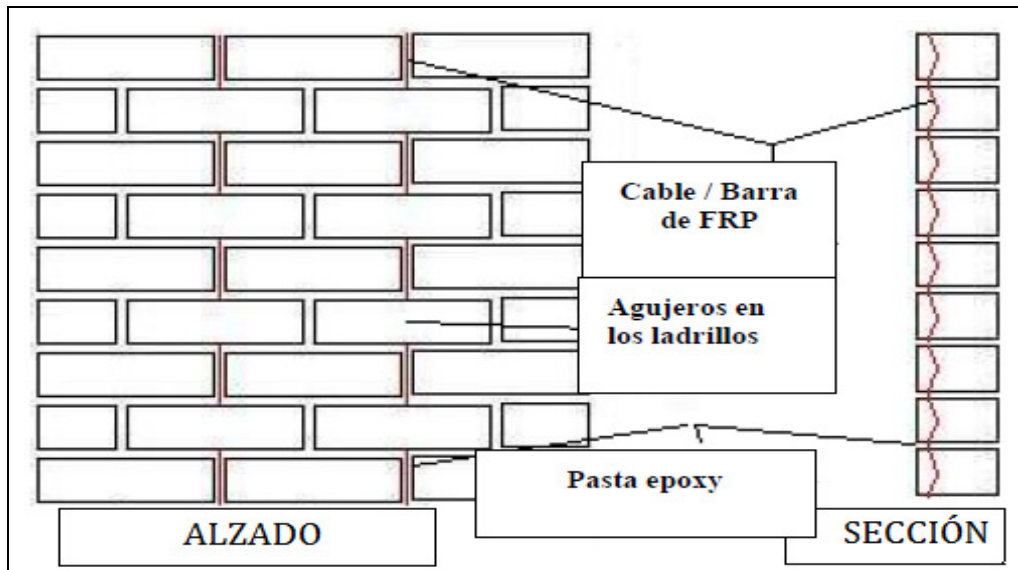 Cable / Barra
de FRP
Agujeros en
los ladrillos
Pasta epoxy
ALZADO
SECCIÓN